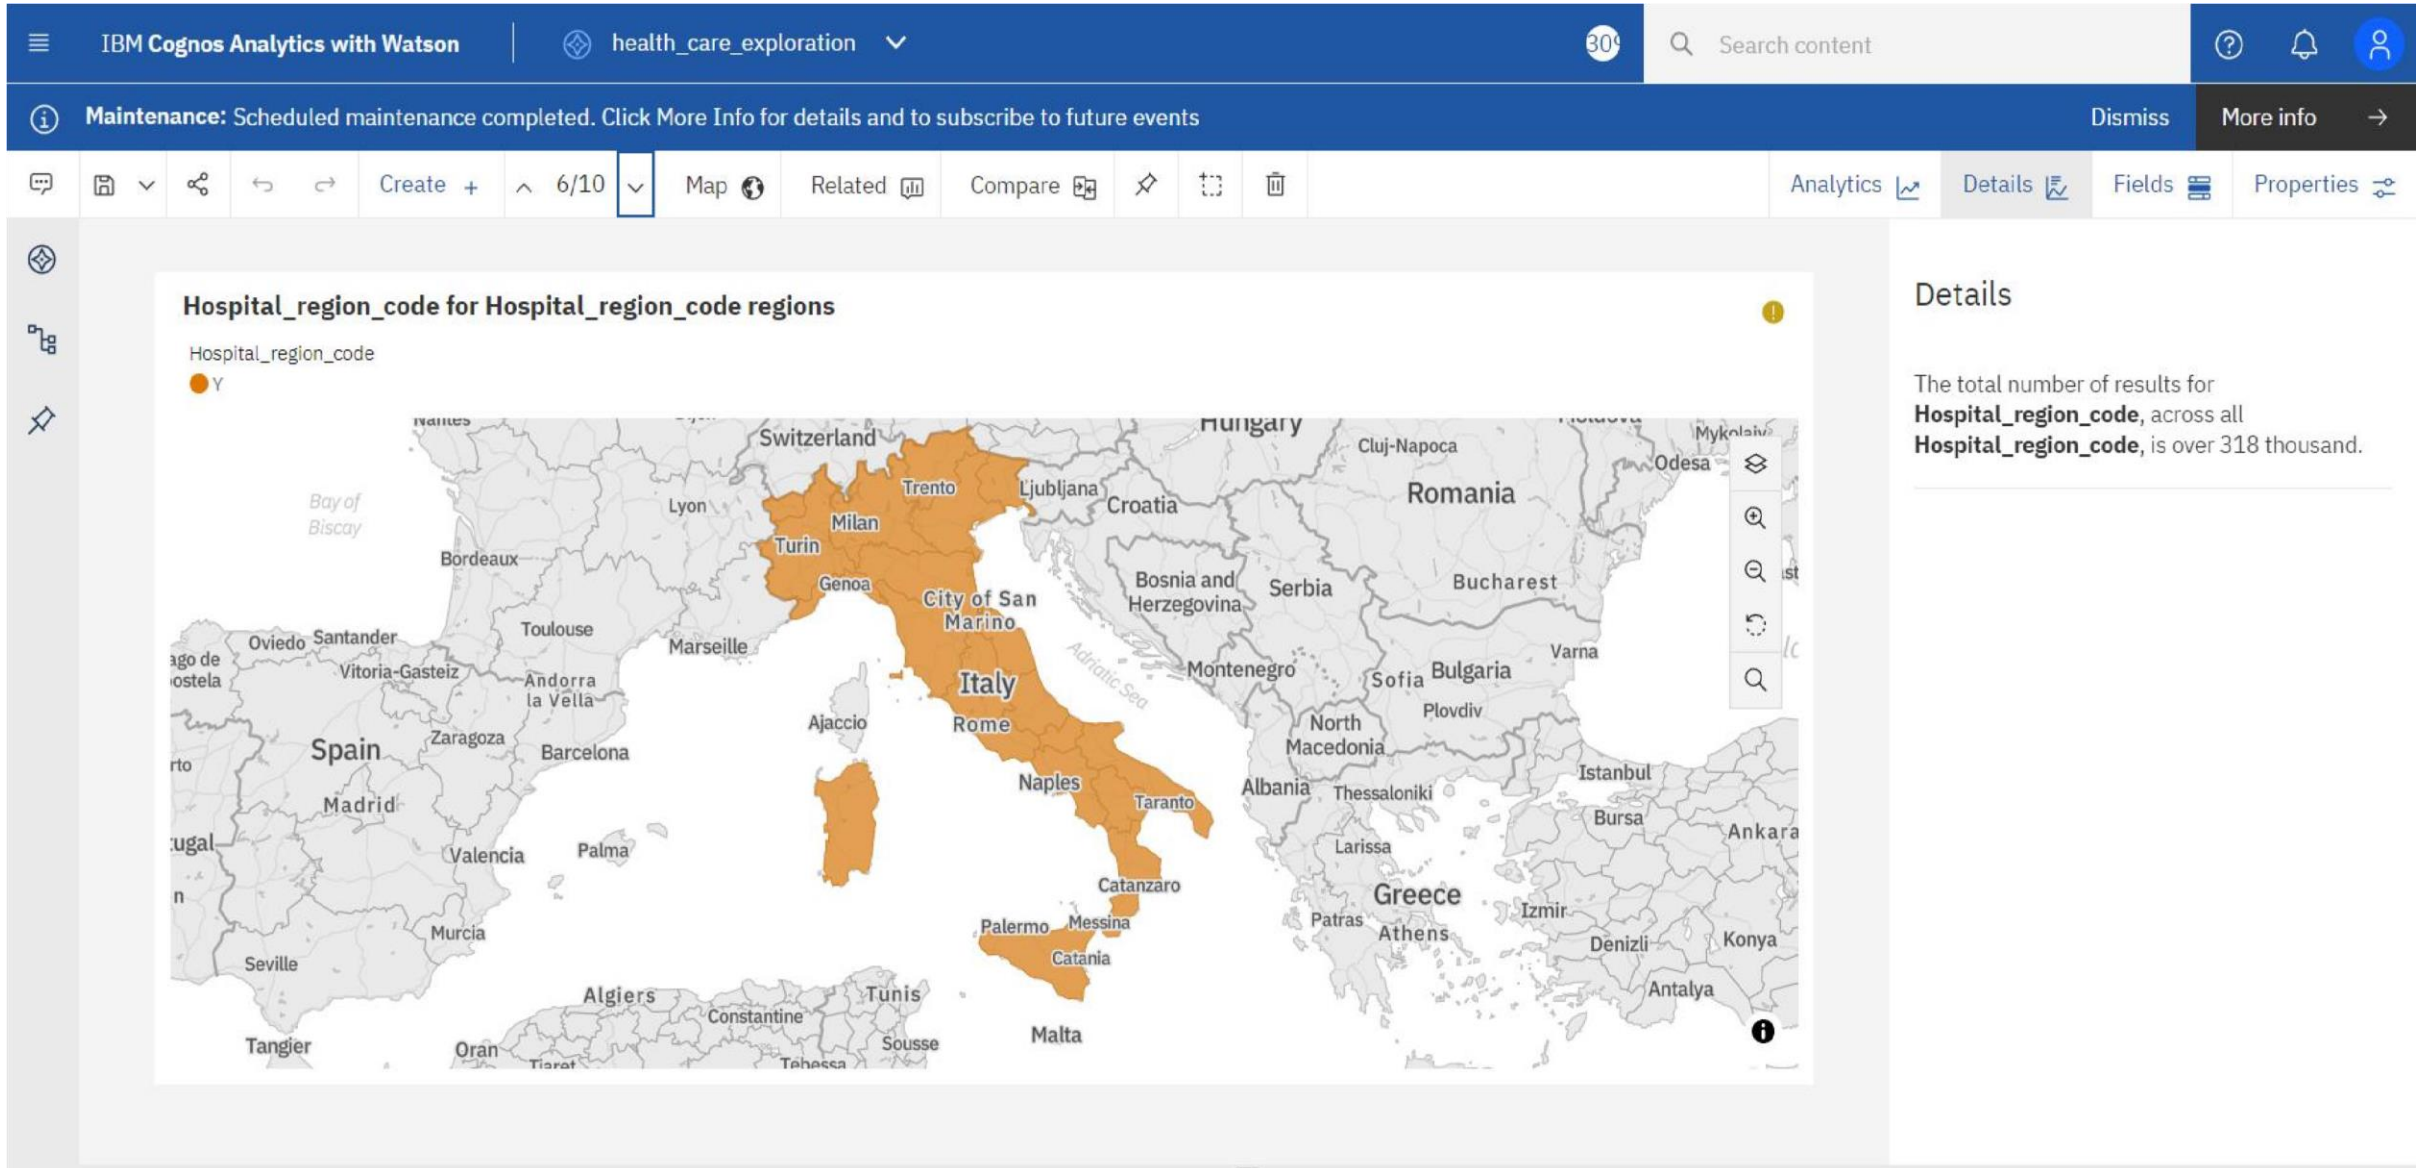 IBM Cognos Analytics with Watson
health_care_exploration
Search content
Maintenance: Scheduled maintenance completed. Click More Info for details and to subscribe to future events
Dismiss
More info
Create
6/10
Map
Related
Compare
Analytics
Details
Fields
Properties
Hospital_region_code for Hospital_region_code regions
Hospital_region_code
Y
Details
The total number of results for
Hospital_region_code, across all
Hospital_region_code, is over 318 thousand.
Nantes
Switzerland
Hungary
Cluj-Napoca
Mykolaiv
Odesa
Bay of
Biscay
Lyon
Trento
Ljubljana
Croatia
Romania
Milan
Turin
Bordeaux
Genoa
City of San
Marino
Bosnia and
Herzegovina
Serbia
Bucharest
Oviedo
Santander
Toulouse
Marseille
Vitoria-Gasteiz
Andorra
la Vella
Adriatic Sea
Montenegro
Sofia
Bulgaria
Varna
Italy
Rome
Ajaccio
Plovdiv
North
Macedonia
Spain
Zaragoza
Barcelona
Madrid
Naples
Taranto
Albania
Thessaloniki
Istanbul
Bursa
Ankara
Valencia
Palma
Larissa
Catanzaro
Greece
Izmir
Murcia
Palermo
Messina
Patras
Athens
Denizli
Konya
Seville
Catania
Algiers
Tunis
Antalya
Constantine
Malta
Tangier
Oran
Sousse
Tiaret
Tebessa